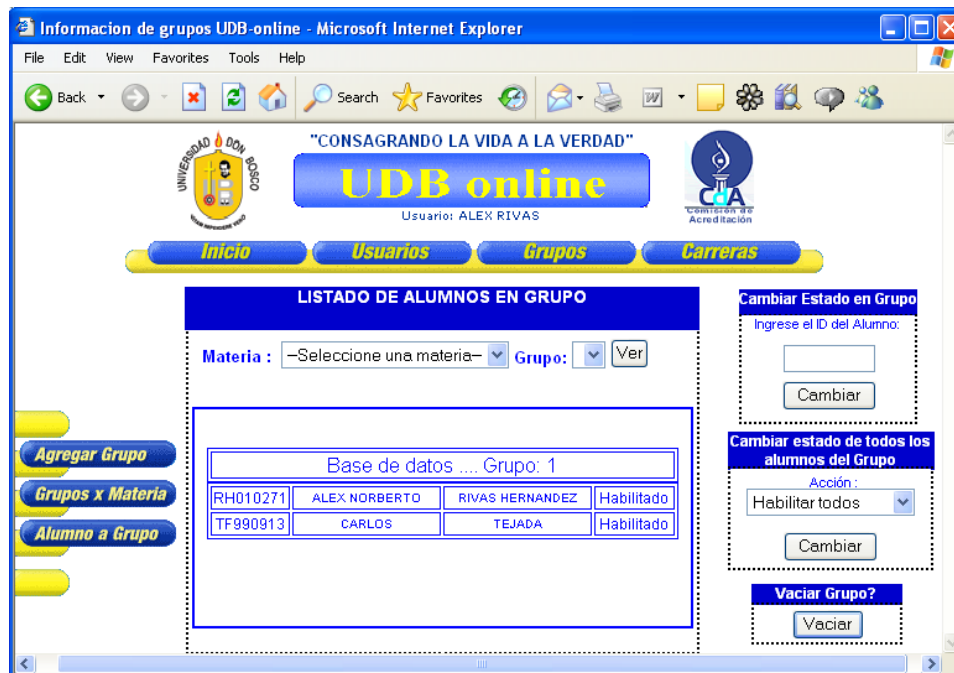 Informacion de grupos UDB-online - Microsoft Internet Explorer
File Edit View Favorites Tools Help
Back Search Favorites
UNIVERSIDAD DON BOSCO
"CONSAGRANDO LA VIDA A LA VERDAD"
UDB online
Usuario: ALEX RIVAS
CdA
Comisión de
Acreditación
Inicio Usuarios Grupos Carreras
LISTADO DE ALUMNOS EN GRUPO
Materia : --Seleccione una materia-- Grupo: Ver
Base de datos .... Grupo: 1
RH010271 ALEX NORBERTO RIVAS HERNANDEZ Habilitado
TF990913 CARLOS TEJADA Habilitado
Agregar Grupo
Grupos x Materia
Alumno a Grupo
Cambiar Estado en Grupo
Ingrese el ID del Alumno:
Cambiar
Cambiar estado de todos los
alumnos del Grupo
Acción :
Habilitar todos
Cambiar
Vaciar Grupo?
Vaciar